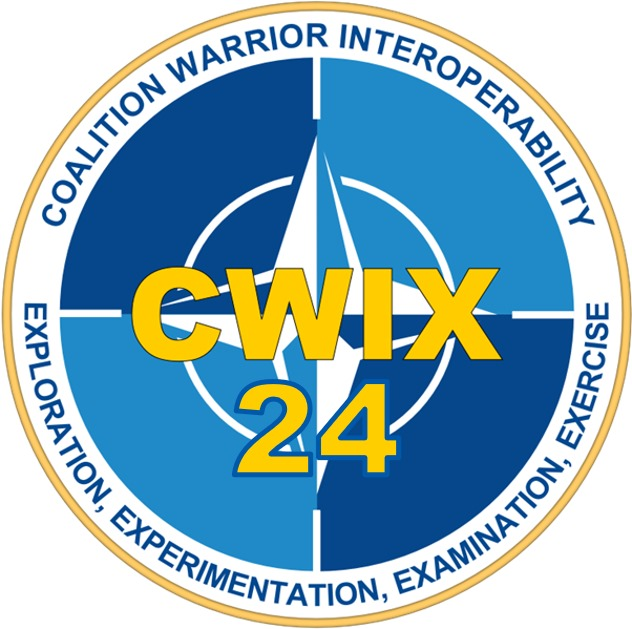 COALITION WARRIOR INTEROPERABILITY
CWIX
24
EXPLORATION, EXPERIMENTATION, EXAMINATION, EXERCISE